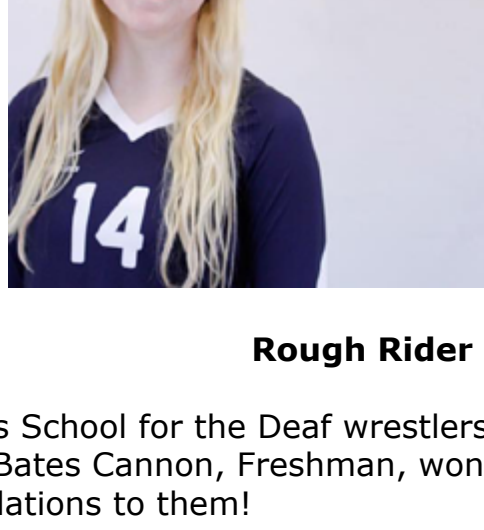 14
Rough Rider
s School for the Deaf wrestlers
Bates Cannon, Freshman, won
lations to them!